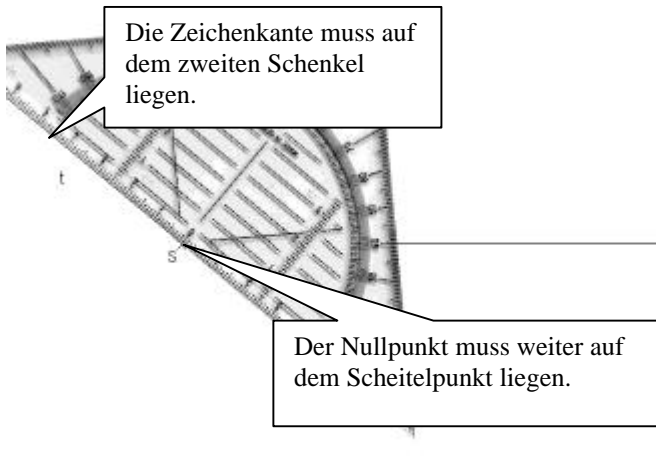 Die Zeichenkante muss auf
dem zweiten Schenkel
liegen.
t
S
Der Nullpunkt muss weiter auf
dem Scheitelpunkt liegen.